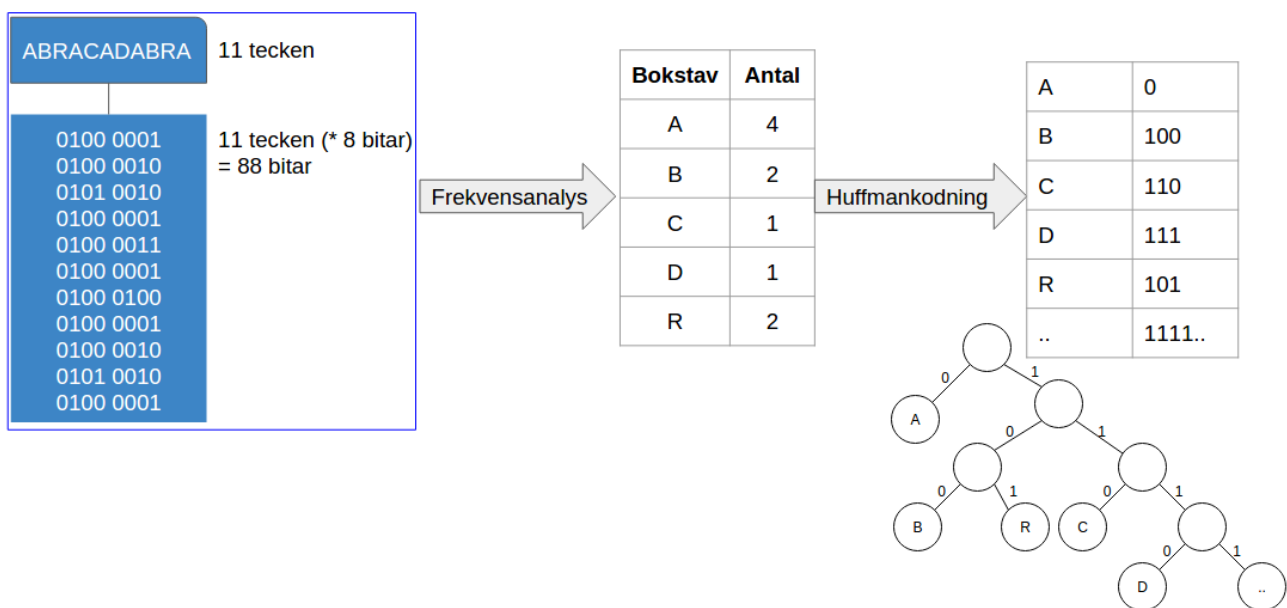 ABRACADABRA
11 tecken
0100 0001
0100 0010
0101 0010
0100 0001
0100 0011
0100 0001
0100 0100
0100 0001
0100 0010
0101 0010
0100 0001
11 tecken (* 8 bitar)
= 88 bitar
Frekvensanalys
Bokstav Antal
A 4
B 2
C 1
D 1
R 2
Huffmankodning
A 0
B 100
C 110
D 111
R 101
.. 1111..
0 1
A
0 1
0 1 0 1
B R C
0 1
D ..